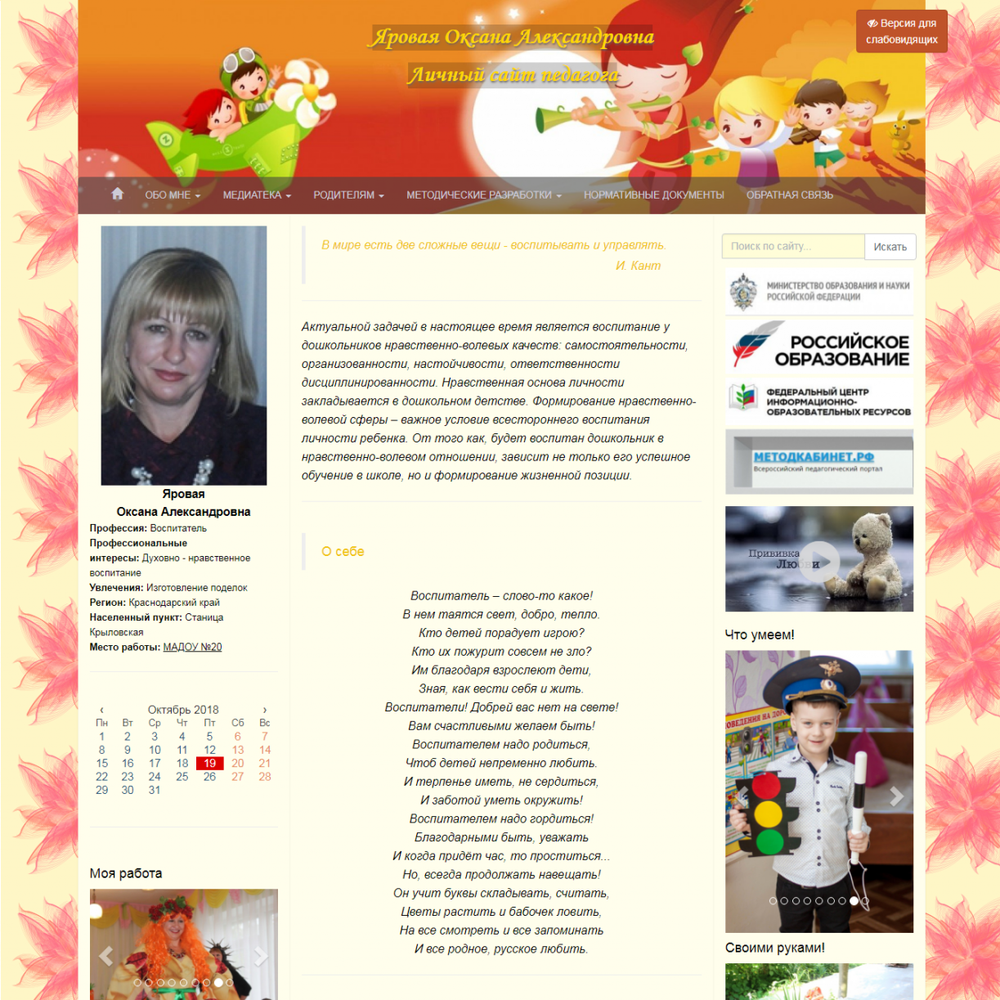 Яровая Оксана Александровна
Личный сайт педагога
Версия для
слабовидящих
ОБО МНЕ
МЕДИАТЕКА
РОДИТЕЛЯМ
МЕТОДИЧЕСКИЕ РАЗРАБОТКИ
НОРМАТИВНЫЕ ДОКУМЕНТЫ
ОБРАТНАЯ СВЯЗЬ
Яровая
Оксана Александровна
Профессия: Воспитатель
Профессиональные
интересы: Духовно - нравственное
воспитание
Увлечения: Изготовление поделок
Регион: Краснодарский край
Населенный пункт: Станица
Крыловская
Место работы: МАДОУ №20
‹ Октябрь 2018 ›
Пн Вт Ср Чт Пт Сб Вс
1 2 3 4 5 6 7
8 9 10 11 12 13 14
15 16 17 18 19 20 21
22 23 24 25 26 27 28
29 30 31
Моя работа
В мире есть две сложные вещи - воспитывать и управлять.
И. Кант
Актуальной задачей в настоящее время является воспитание у
дошкольников нравственно-волевых качеств: самостоятельности,
организованности, настойчивости, ответственности
дисциплинированности. Нравственная основа личности
закладывается в дошкольном детстве. Формирование нравственно-
волевой сферы – важное условие всестороннего воспитания
личности ребенка. От того как, будет воспитан дошкольник в
нравственно-волевом отношении, зависит не только его успешное
обучение в школе, но и формирование жизненной позиции.
О себе
Воспитатель – слово-то какое!
В нем таятся свет, добро, тепло.
Кто детей порадует игрою?
Кто их пожурит совсем не зло?
Им благодаря взрослеют дети,
Зная, как вести себя и жить.
Воспитатели! Добрей вас нет на свете!
Вам счастливыми желаем быть!
Воспитателем надо родиться,
Чтоб детей непременно любить.
И терпенье иметь, не сердиться,
И заботой уметь окружить!
Воспитателем надо гордиться!
Благодарными быть, уважать
И когда придёт час, то проститься...
Но, всегда продолжать навещать!
Он учит буквы складывать, считать,
Цветы растить и бабочек ловить,
На все смотреть и все запоминать
И все родное, русское любить.
Поиск по сайту...
Искать
МИНИСТЕРСТВО ОБРАЗОВАНИЯ И НАУКИ
РОССИЙСКОЙ ФЕДЕРАЦИИ
РОССИЙСКОЕ
ОБРАЗОВАНИЕ
ФЕДЕРАЛЬНЫЙ ЦЕНТР
ИНФОРМАЦИОННО-
ОБРАЗОВАТЕЛЬНЫХ РЕСУРСОВ
МЕТОДКАБИНЕТ.РФ
Всероссийский педагогический портал
Прививка
Любви
Что умеем!
Своими руками!